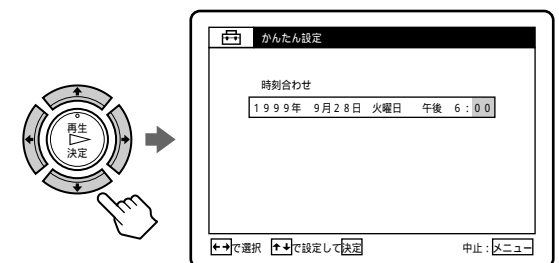 かんたん設定
時刻合わせ
1999年 9月28日 火曜日 午後 6:00
再生
決定
←→で選択 ↑↓で設定して決定 中止:メニュー